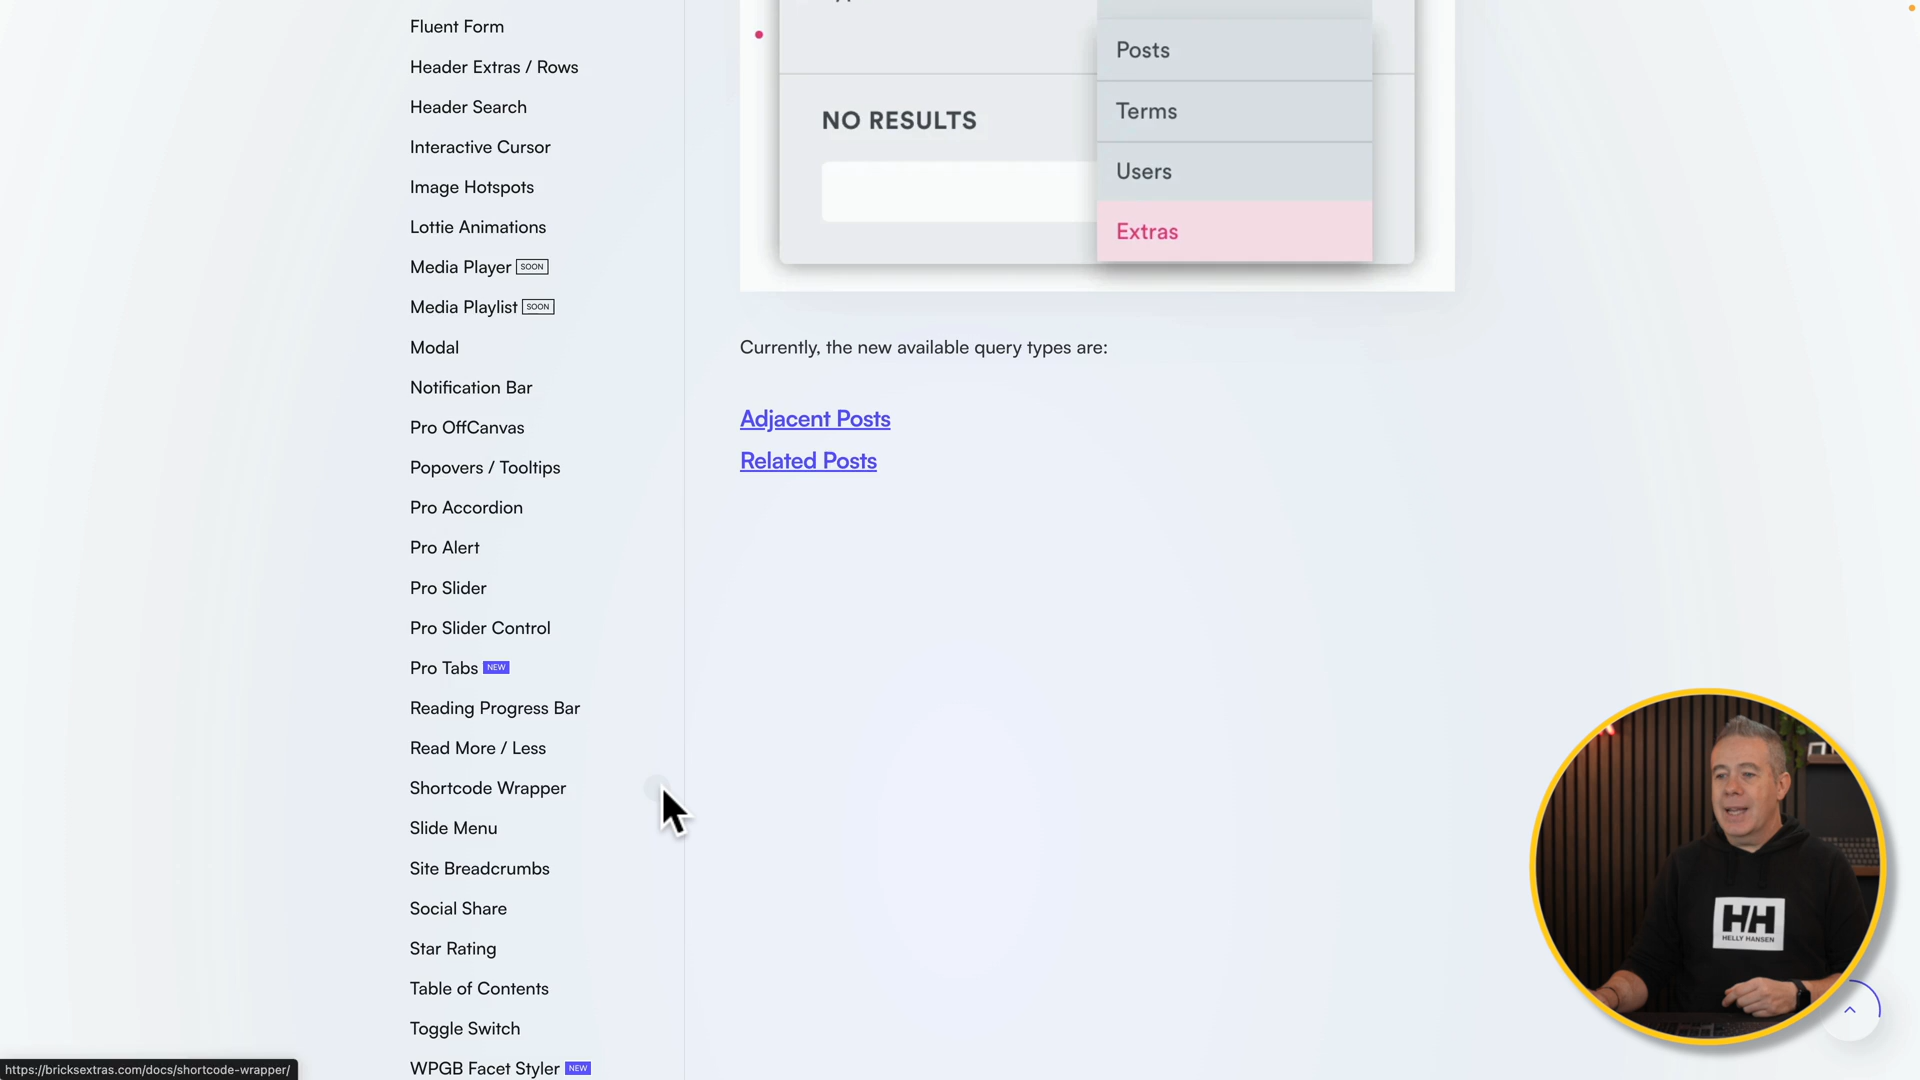 Fluent Form
Header Extras / Rows
Header Search
Interactive Cursor
Image Hotspots
Lottie Animations
Media Player SOON
Media Playlist SOON
Modal
Notification Bar
Pro OffCanvas
Popovers / Tooltips
Pro Accordion
Pro Alert
Pro Slider
Pro Slider Control
Pro Tabs NEW
Reading Progress Bar
Read More / Less
Shortcode Wrapper
Slide Menu
Site Breadcrumbs
Social Share
Star Rating
Table of Contents
Toggle Switch
WPGB Facet Styler NEW
Posts
Terms
Users
Extras
NO RESULTS
Currently, the new available query types are:
Adjacent Posts
Related Posts
HH
HELLY HANSEN
https://bricksextras.com/docs/shortcode-wrapper/